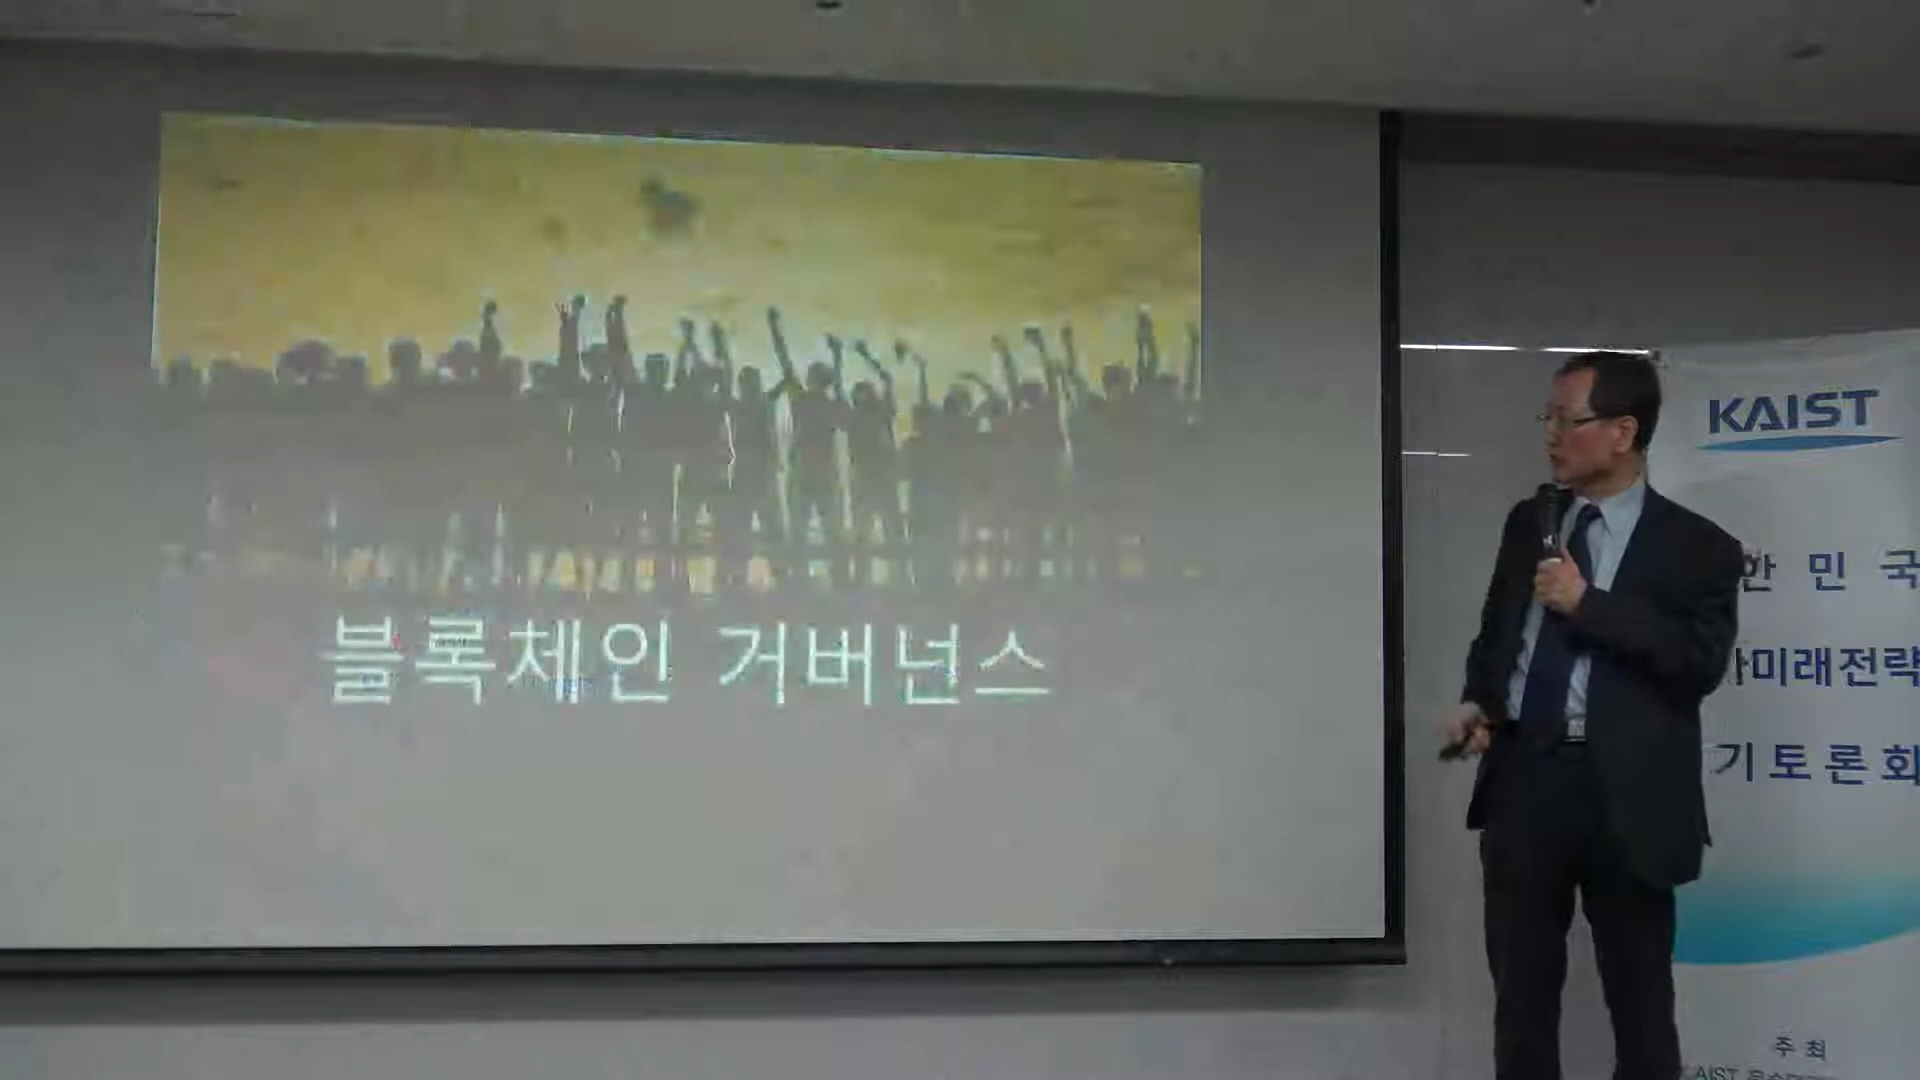 블록체인 거버넌스
KAIST
한 민 국
미래전략
기 토 론 회
주 최